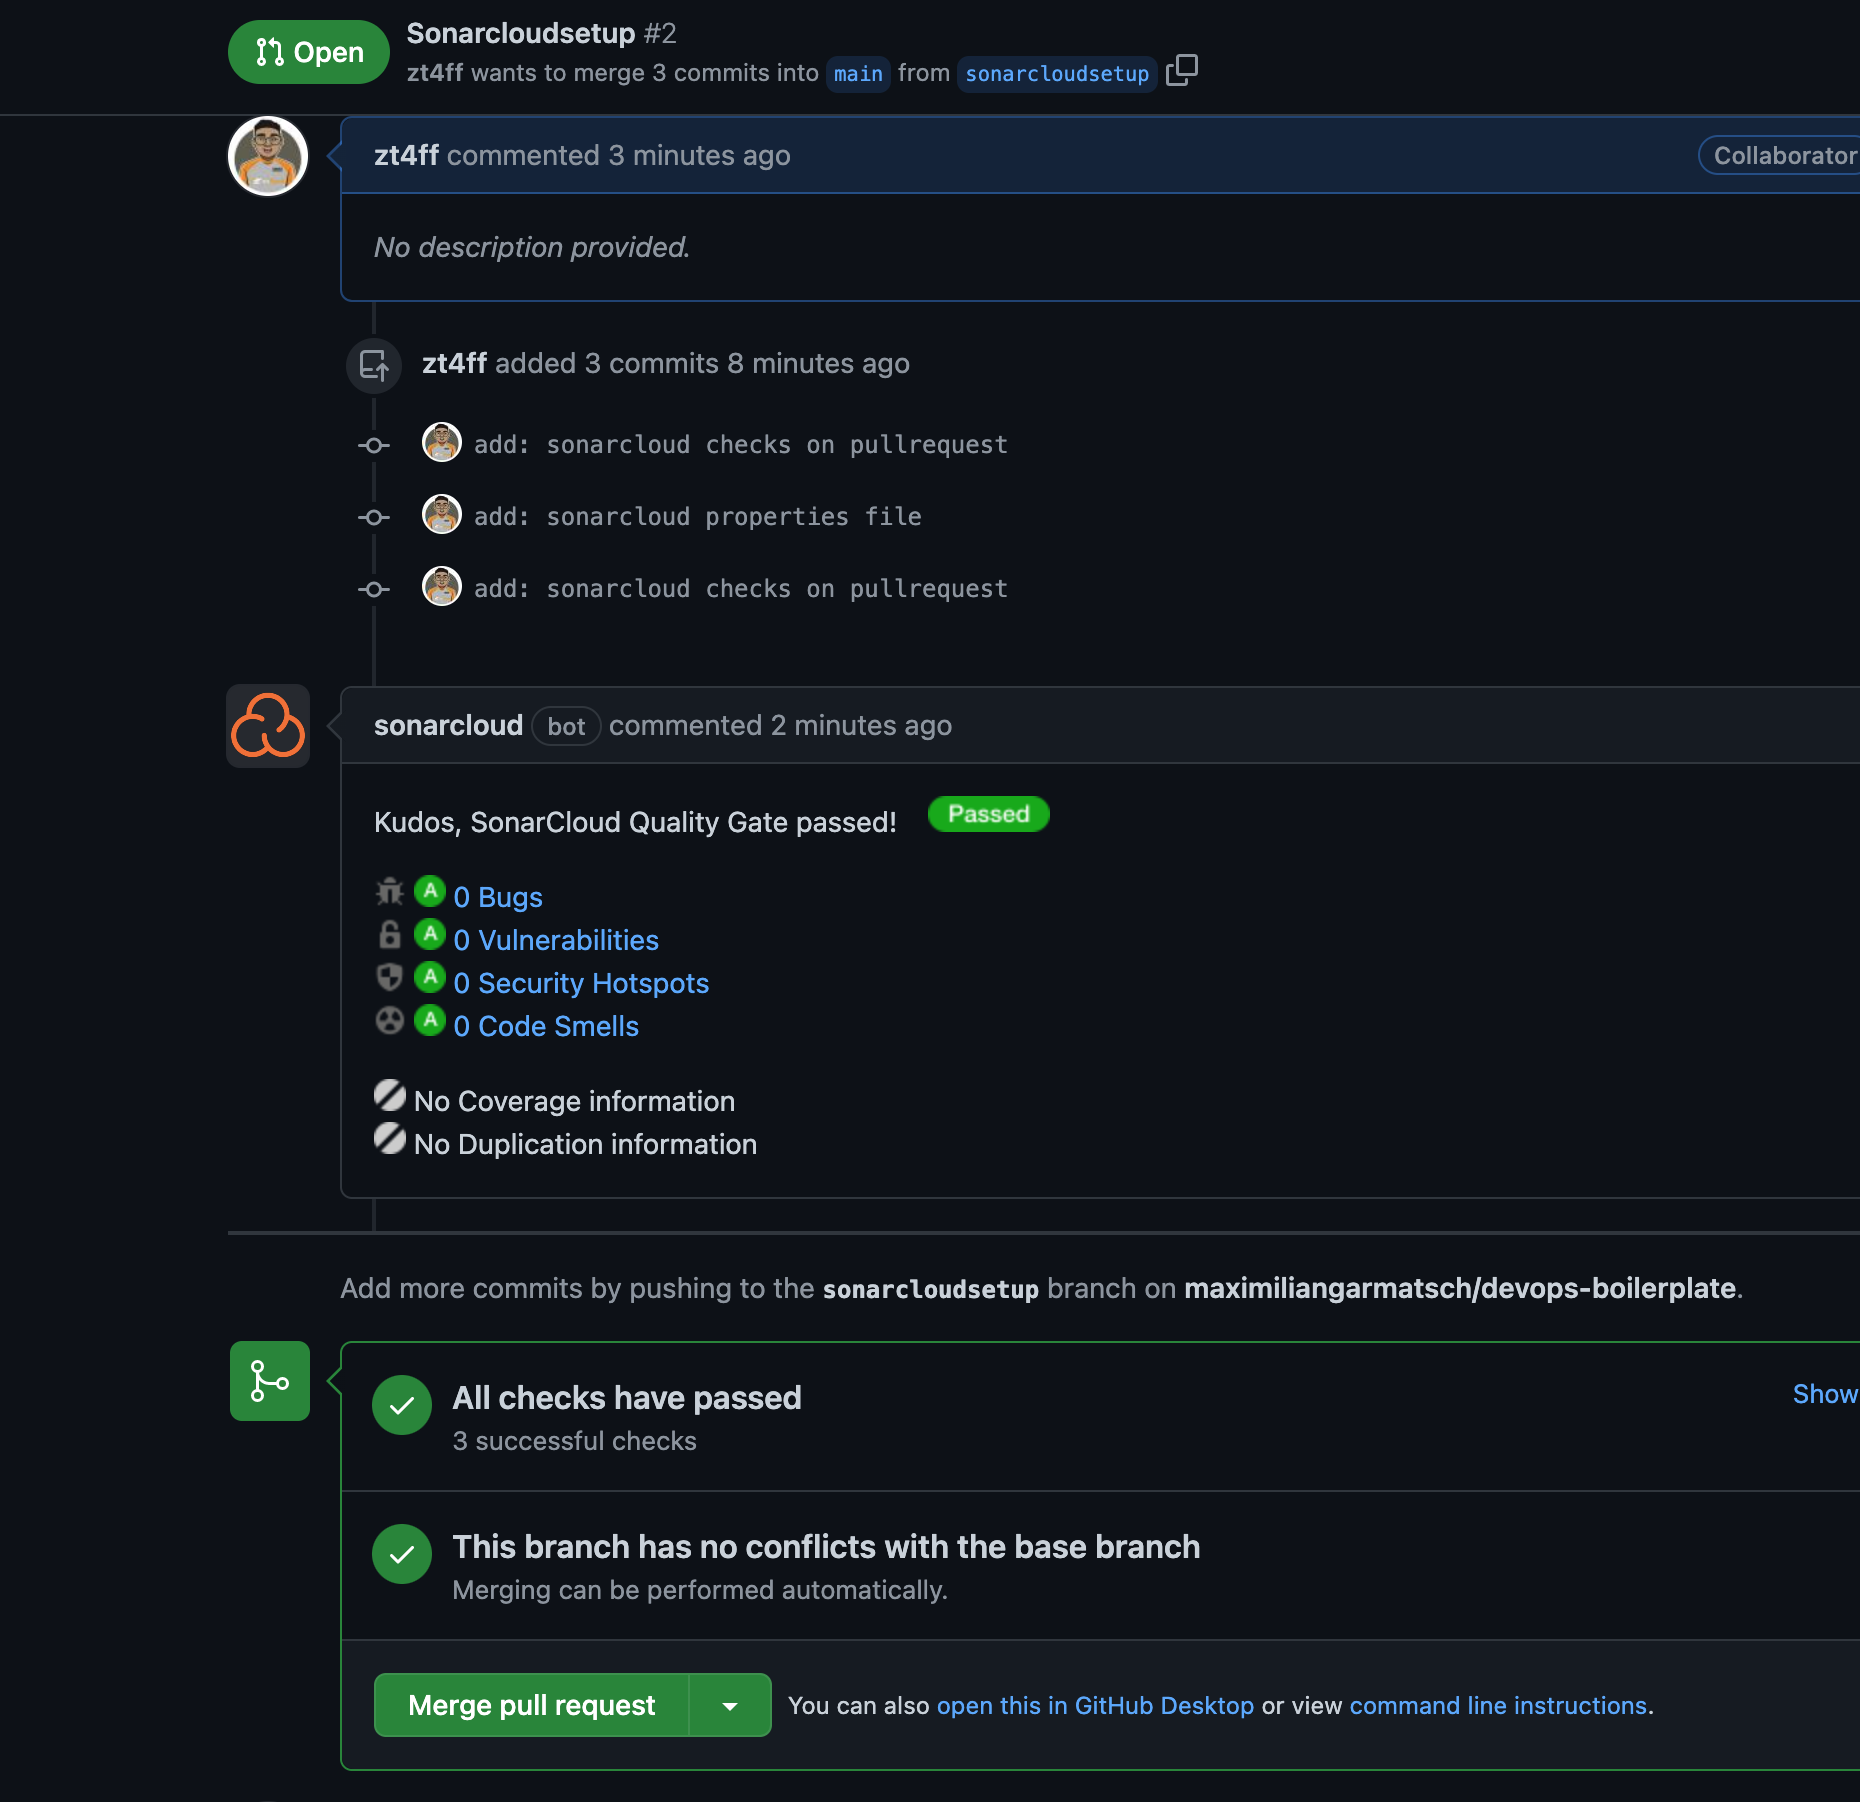 Open
Sonarcloudsetup #2
zt4ff wants to merge 3 commits into main from sonarcloudsetup
zt4ff commented 3 minutes ago
Collaborator
No description provided.
zt4ff added 3 commits 8 minutes ago
add: sonarcloud checks on pullrequest
add: sonarcloud properties file
add: sonarcloud checks on pullrequest
sonarcloud bot commented 2 minutes ago
Kudos, SonarCloud Quality Gate passed! Passed
A 0 Bugs
A 0 Vulnerabilities
A 0 Security Hotspots
A 0 Code Smells
No Coverage information
No Duplication information
Add more commits by pushing to the sonarcloudsetup branch on maximiliangarmatsch/devops-boilerplate.
All checks have passed
Show
3 successful checks
This branch has no conflicts with the base branch
Merging can be performed automatically.
Merge pull request
You can also open this in GitHub Desktop or view command line instructions.